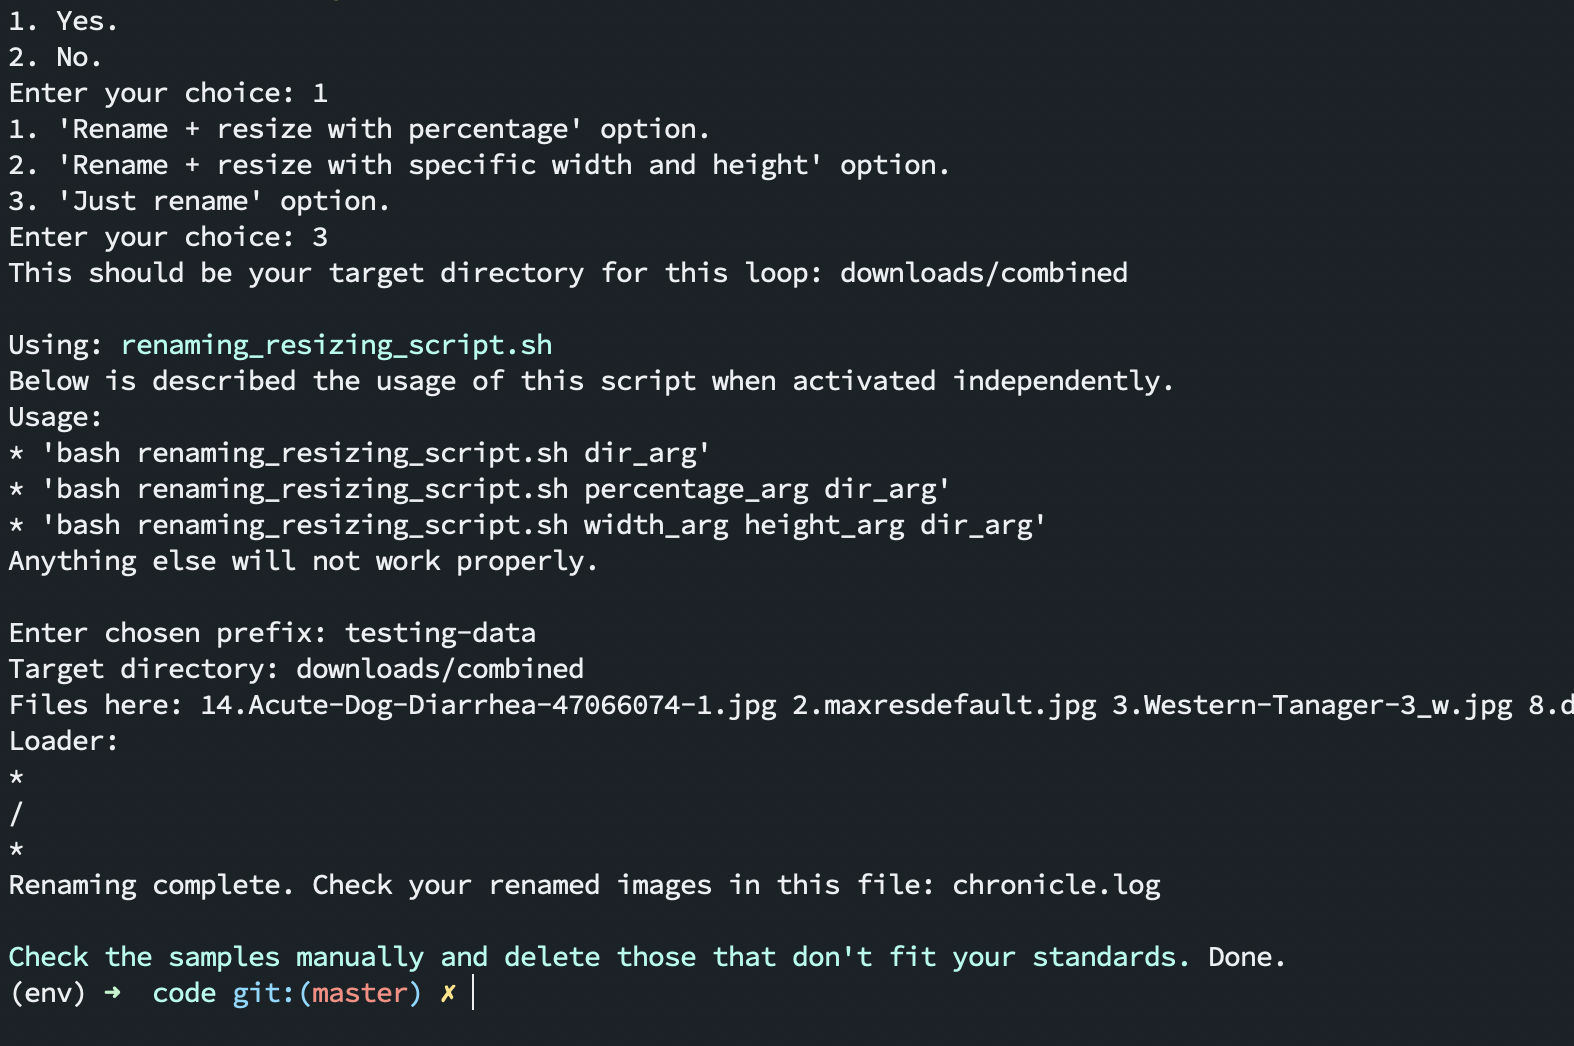 1. Yes.
2. No.
Enter your choice: 1
1. 'Rename + resize with percentage' option.
2. 'Rename + resize with specific width and height' option.
3. 'Just rename' option.
Enter your choice: 3
This should be your target directory for this loop: downloads/combined
Using: renaming_resizing_script.sh
Below is described the usage of this script when activated independently.
Usage:
* 'bash renaming_resizing_script.sh dir_arg'
* 'bash renaming_resizing_script.sh percentage_arg dir_arg'
* 'bash renaming_resizing_script.sh width_arg height_arg dir_arg'
Anything else will not work properly.
Enter chosen prefix: testing-data
Target directory: downloads/combined
Files here: 14.Acute-Dog-Diarrhea-47066074-1.jpg 2.maxresdefault.jpg 3.Western-Tanager-3_w.jpg 8.d
Loader:
*
/
*
Renaming complete. Check your renamed images in this file: chronicle.log
Check the samples manually and delete those that don't fit your standards. Done.
(env) ➜ code git:(master) ✗